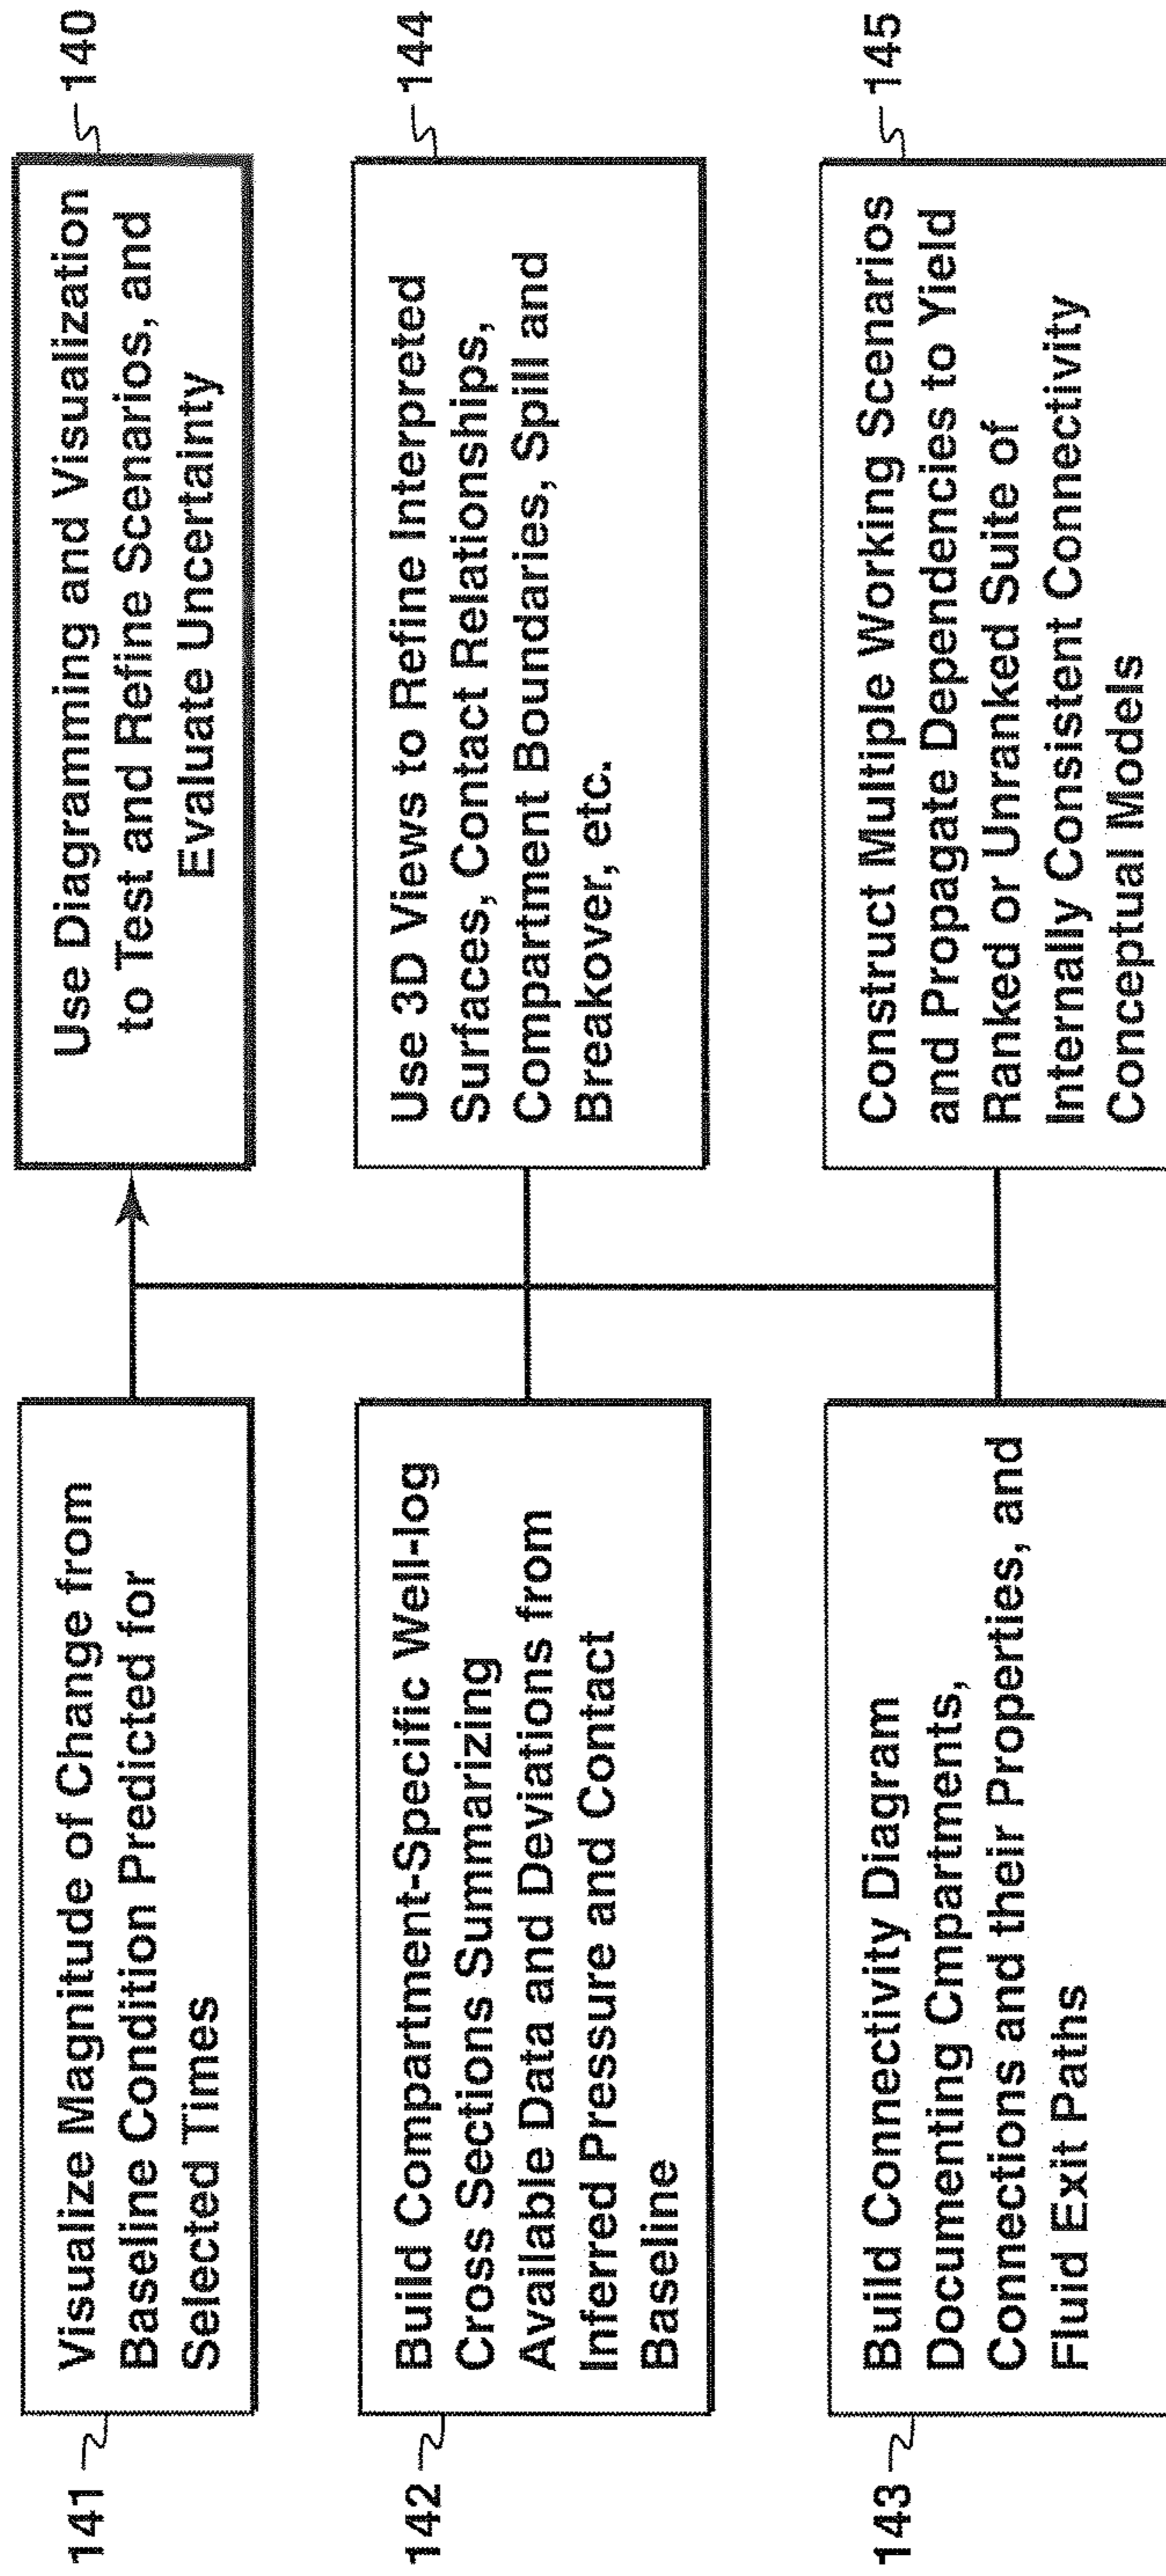 141
Visualize Magnitude of Change from
Baseline Condition Predicted for
Selected Times
Use Diagramming and Visualization
to Test and Refine Scenarios, and
Evaluate Uncertainty
140
142
Build Compartment-Specific Well-log
Cross Sections Summarizing
Available Data and Deviations from
Inferred Pressure and Contact
Baseline
Use 3D Views to Refine Interpreted
Surfaces, Contact Relationships,
Compartment Boundaries, Spill and
Breakover, etc.
144
143
Build Connectivity Diagram
Documenting Cmpartments,
Connections and their Properties, and
Fluid Exit Paths
Construct Multiple Working Scenarios
and Propagate Dependencies to Yield
Ranked or Unranked Suite of
Internally Consistent Connectivity
Conceptual Models
145